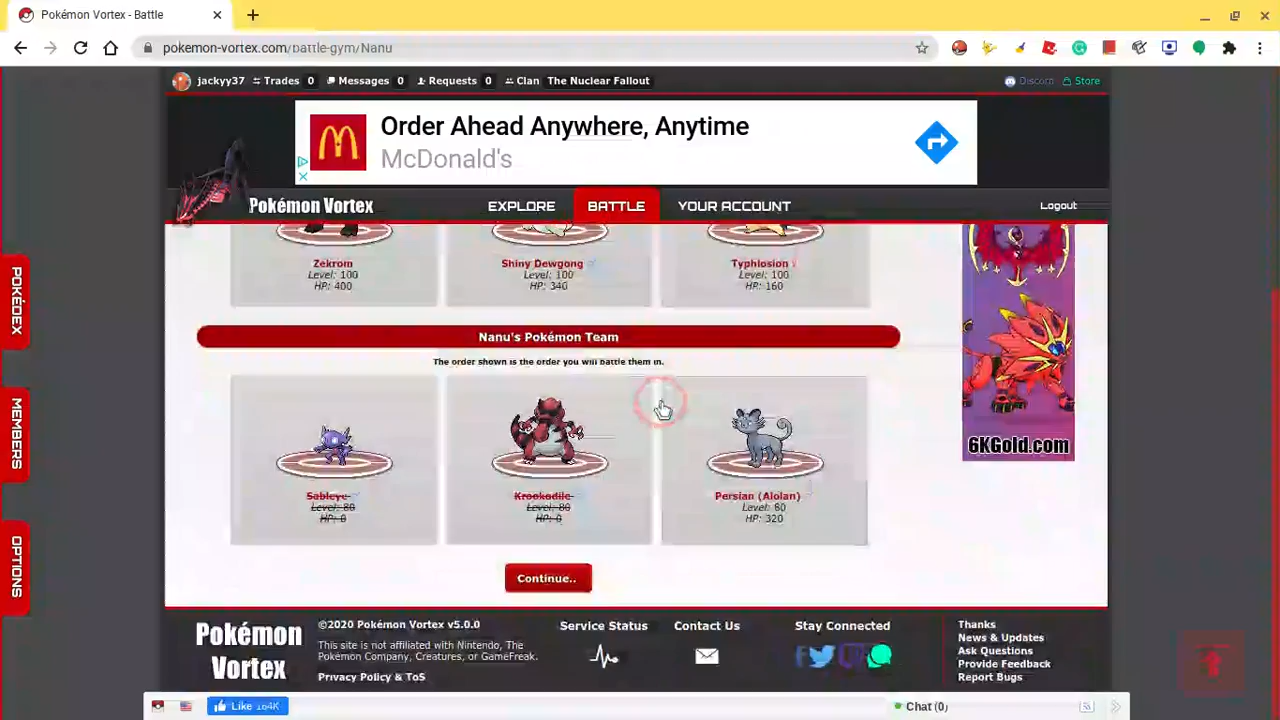 Pokémon Vortex - Battle
pokemon-vortex.com/battle-gym/Nanu
jackyy37 Trades 0 Messages 0 Requests 0 Clan The Nuclear Fallout Discord Store
Order Ahead Anywhere, Anytime
McDonald's
Pokémon Vortex EXPLORE BATTLE YOUR ACCOUNT Logout
Zekrom Shiny Dewgong Typhlosion
Level: 100 Level: 100 Level: 100
HP: 400 HP: 340 HP: 160
Nanu's Pokémon Team
The order shown is the order you will battle them in.
6KGold.com
Sableye Krookodile Persian (Alolan)
Level: 80 Level: 80 Level: 80
HP: 0 HP: 0 HP: 320
Continue..
POKÉDEX
MEMBERS
OPTIONS
Pokémon Vortex
©2020 Pokémon Vortex v5.0.0
This site is not affiliated with Nintendo, The
Pokémon Company, Creatures, or GameFreak.
Privacy Policy & ToS
Service Status
Contact Us
Stay Connected
Thanks
News & Updates
Ask Questions
Provide Feedback
Report Bugs
Like 164K
Chat (0)